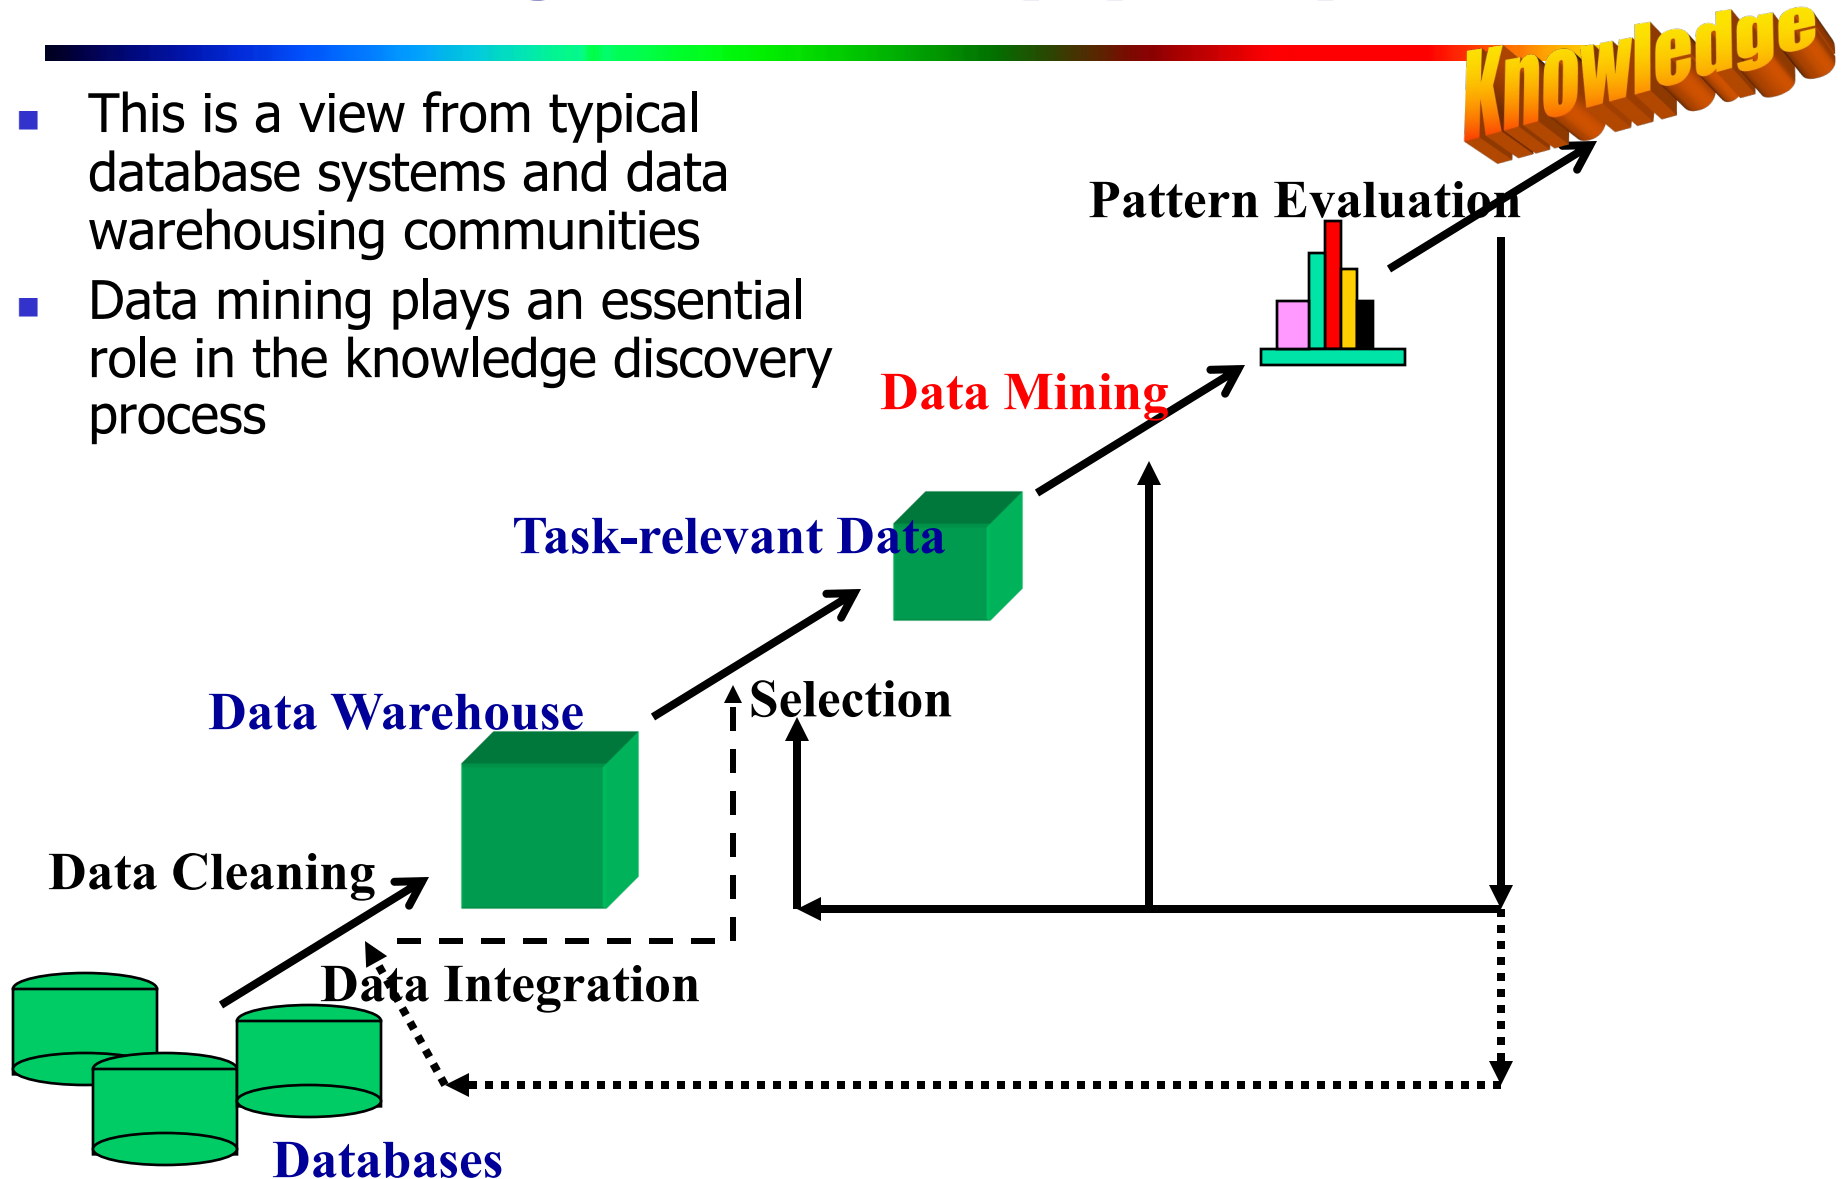 This is a view from typical
database systems and data
warehousing communities
Data mining plays an essential
role in the knowledge discovery
process
Knowledge
Pattern Evaluation
Data Mining
Task-relevant Data
Selection
Data Warehouse
Data Cleaning
Data Integration
Databases